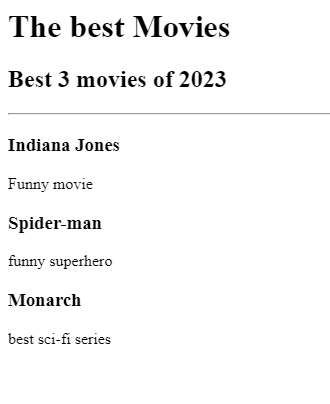 The best Movies
Best 3 movies of 2023
Indiana Jones
Funny movie
Spider-man
funny superhero
Monarch
best sci-fi series